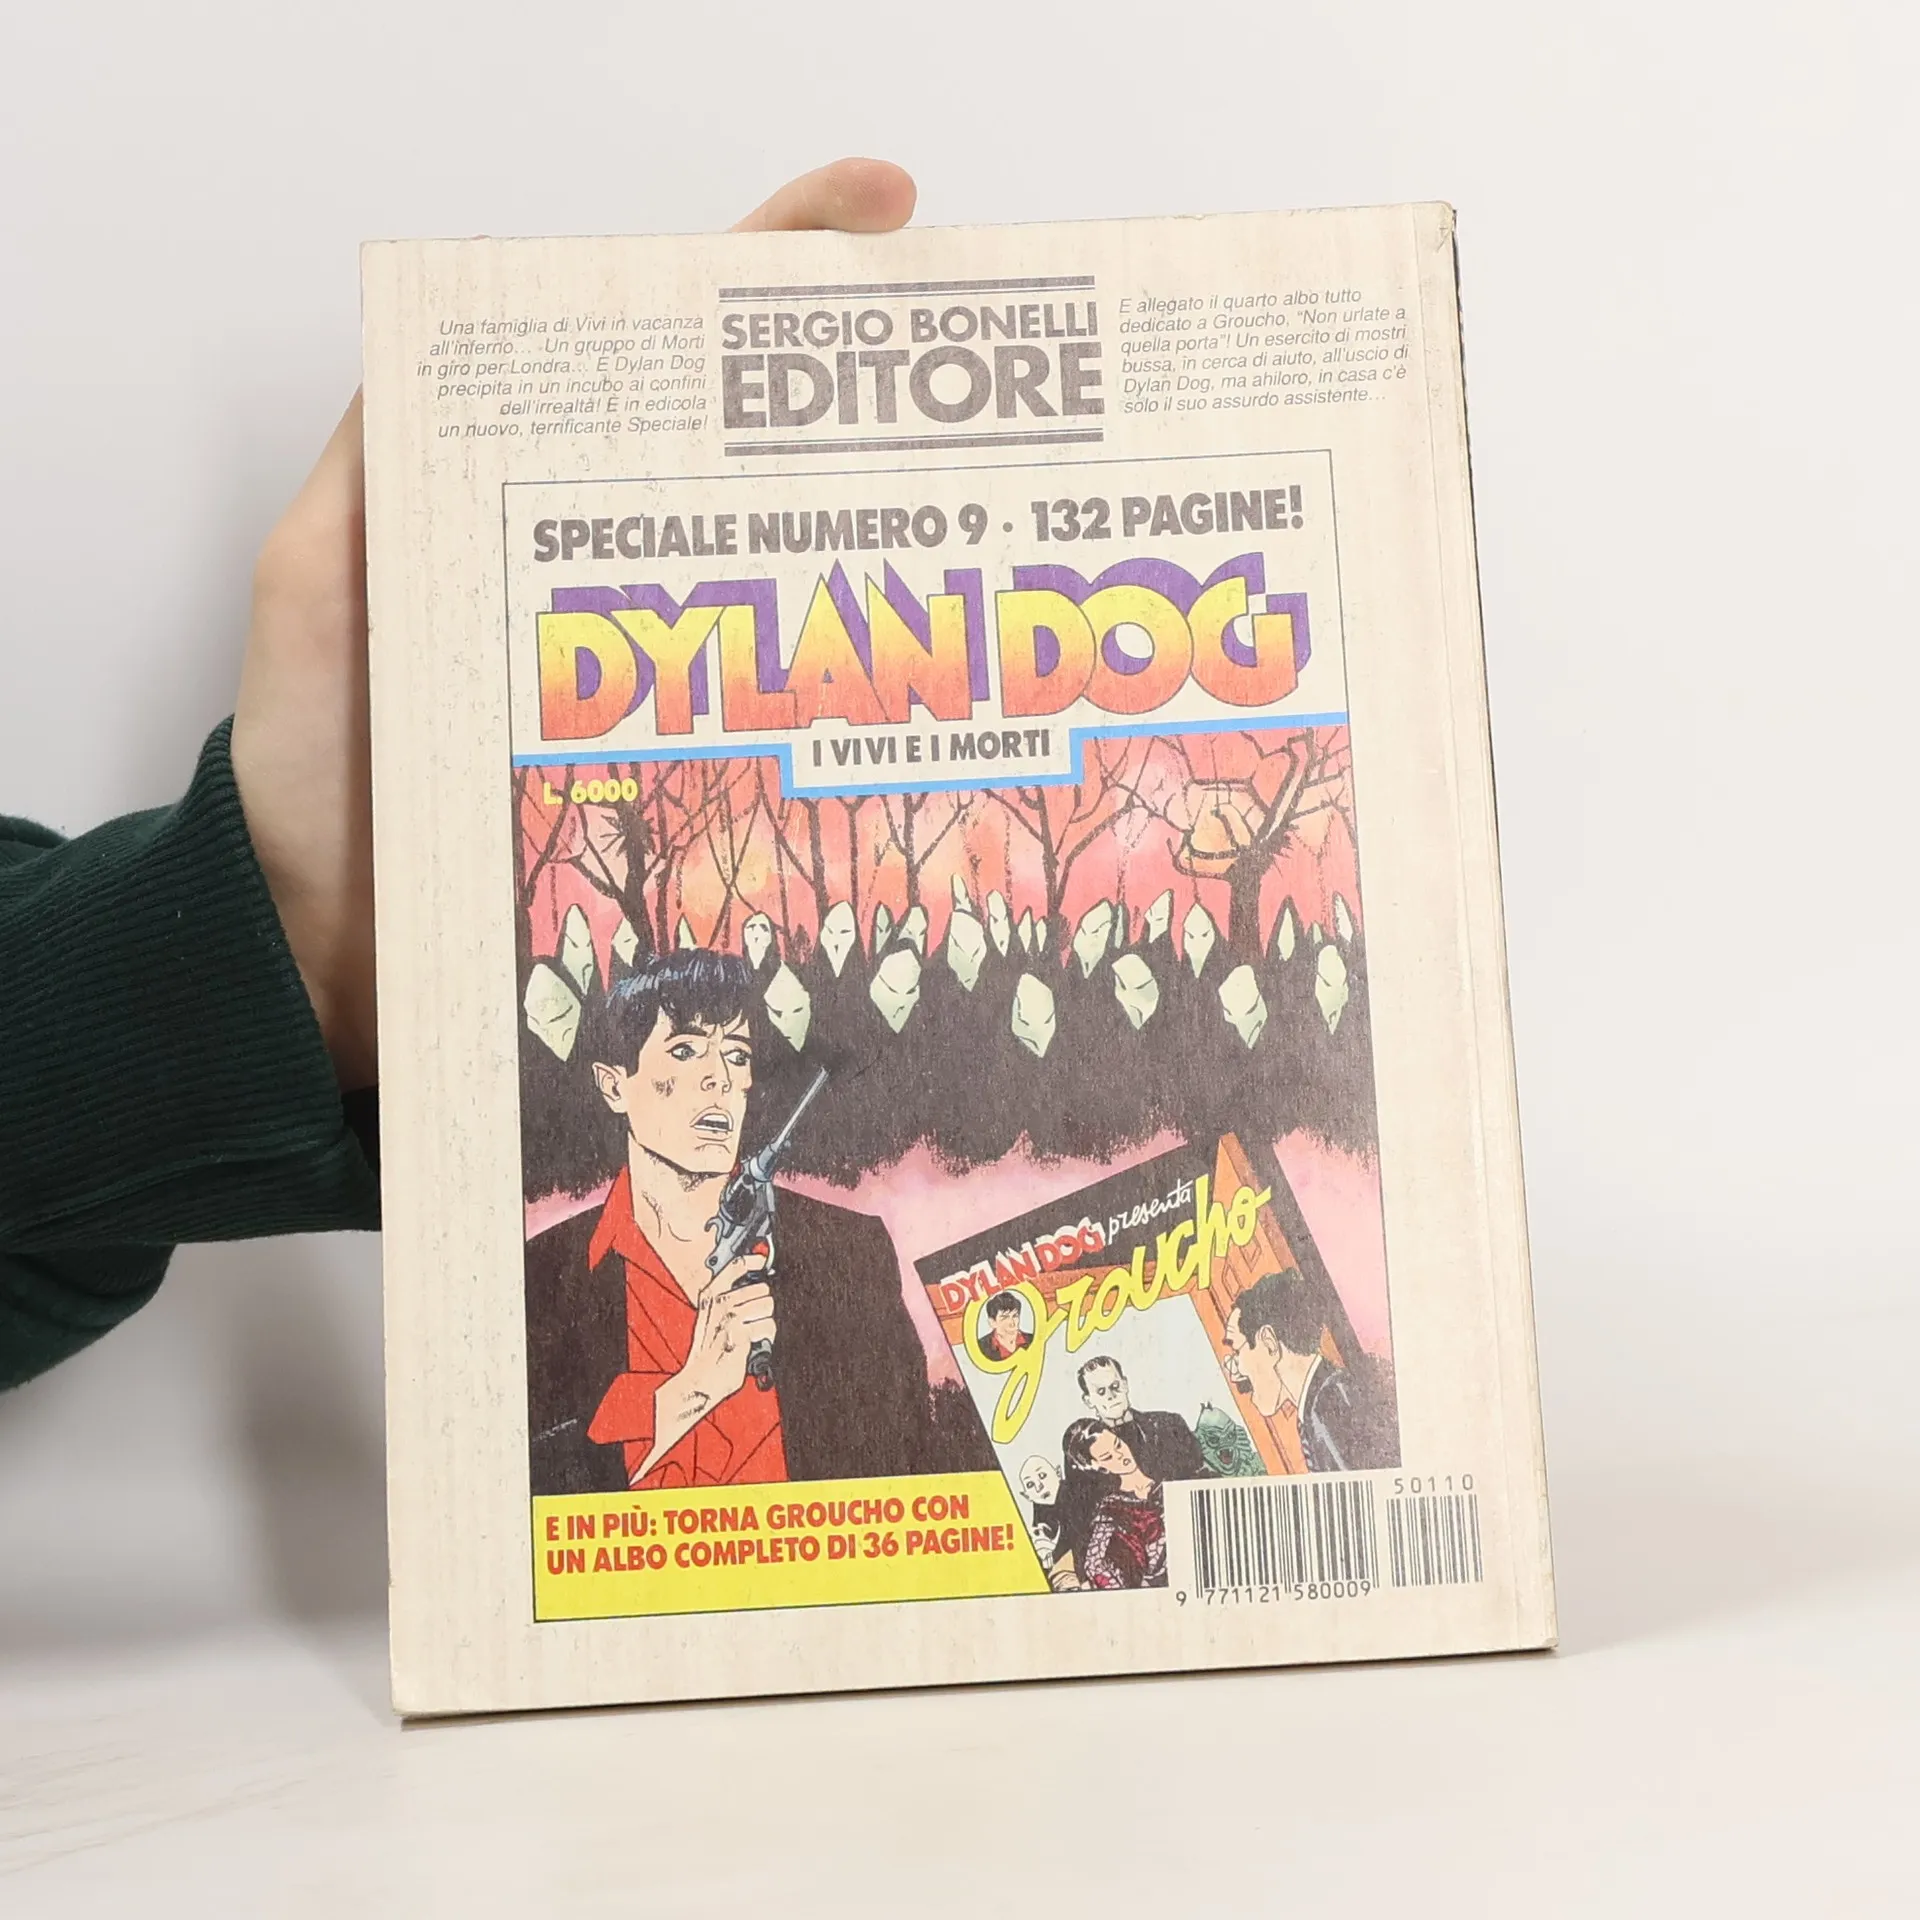 Una famiglia di Vivi in vacanza
all'inferno... Un gruppo di Morti
in giro per Londra... E Dylan Dog
precipita in un incubo ai confini
dell'irrealtà! È in edicola
un nuovo, terrificante Speciale!
SERGIO BONELLI
EDITORE
E allegato il quarto albo tutto
dedicato a Groucho, "Non urlate a
quella porta"! Un esercito di mostri
bussa, in cerca di aiuto, all'uscio di
Dylan Dog, ma ahiloro, in casa c'è
solo il suo assurdo assistente...
SPECIALE NUMERO 9 · 132 PAGINE!
DYLAN DOG
I VIVI E I MORTI
L. 6000
DYLAN DOG presenta
Groucho
E IN PIÙ: TORNA GROUCHO CON
UN ALBO COMPLETO DI 36 PAGINE!
50110
9 771121 580009